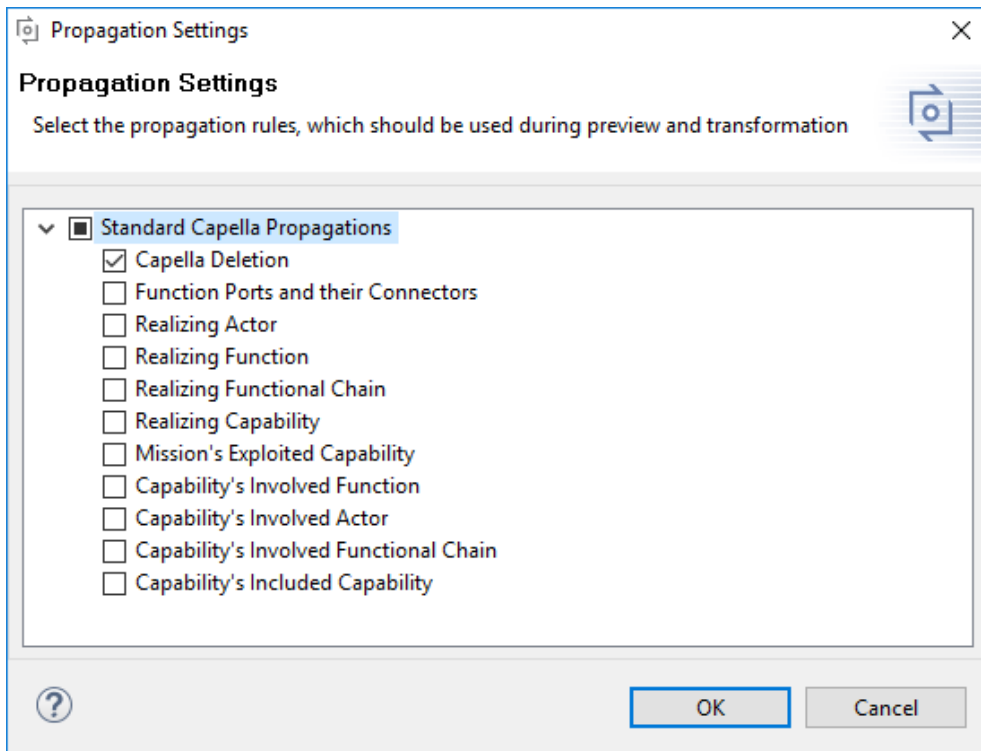 Propagation Settings
Propagation Settings
Select the propagation rules, which should be used during preview and transformation
Standard Capella Propagations
Capella Deletion
Function Ports and their Connectors
Realizing Actor
Realizing Function
Realizing Functional Chain
Realizing Capability
Mission's Exploited Capability
Capability's Involved Function
Capability's Involved Actor
Capability's Involved Functional Chain
Capability's Included Capability
?
OK
Cancel